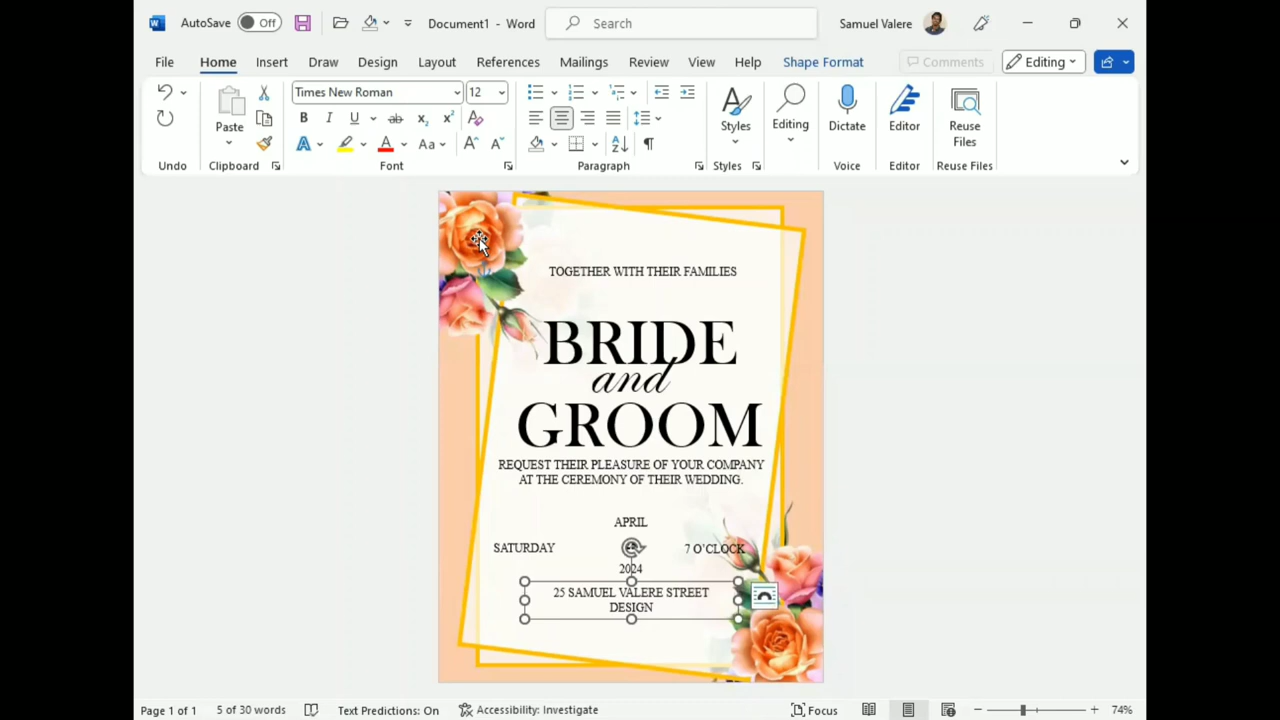 AutoSave Off Document1 - Word Search Samuel Valere
File Home Insert Draw Design Layout References Mailings Review View Help Shape Format Comments Editing
Times New Roman 12
Paste Styles Editing Dictate Editor Reuse Files
Undo Clipboard Font Paragraph Styles Voice Editor Reuse Files
TOGETHER WITH THEIR FAMILIES
BRIDE
and
GROOM
REQUEST THEIR PLEASURE OF YOUR COMPANY
AT THE CEREMONY OF THEIR WEDDING.
APRIL
SATURDAY 7 O'CLOCK
2024
25 SAMUEL VALERE STREET
DESIGN
Page 1 of 1 5 of 30 words Text Predictions: On Accessibility: Investigate Focus 74%